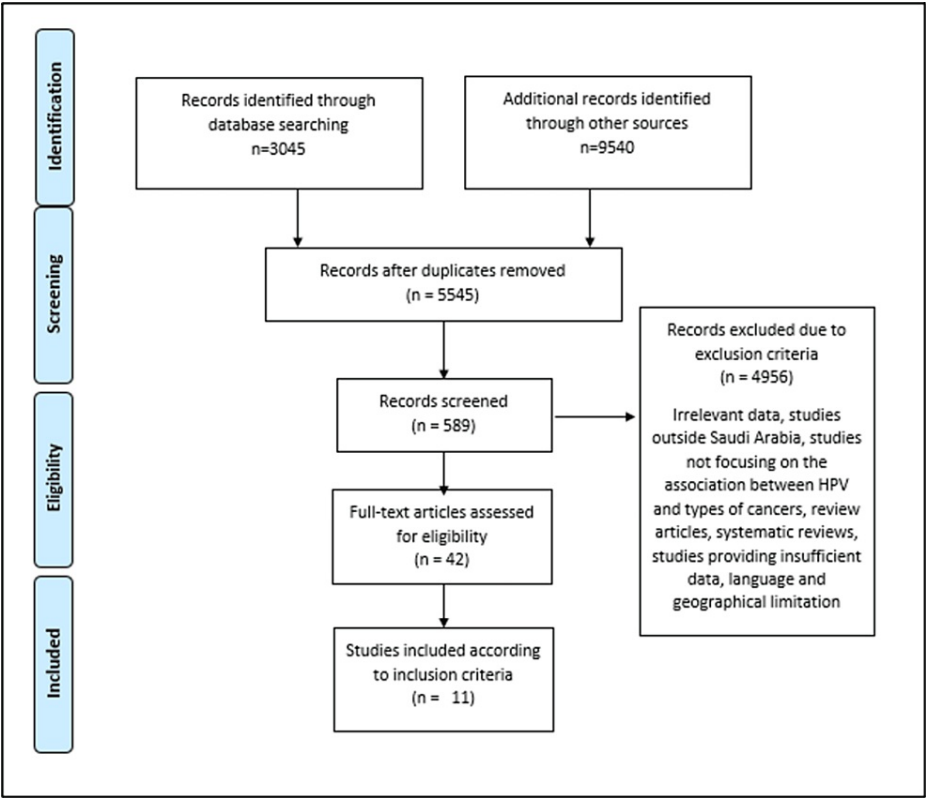 Identification
Records identified through
database searching
n=3045
Additional records identified
through other sources
n=9540
Screening
Records after duplicates removed
(n = 5545)
Records excluded due to
exclusion criteria
(n = 4956)
Irrelevant data, studies
outside Saudi Arabia, studies
not focusing on the
association between HPV
and types of cancers, review
articles, systematic reviews,
studies providing insufficient
data, language and
geographical limitation
Eligibility
Records screened
(n = 589)
Full-text articles assessed
for eligibility
(n = 42)
Included
Studies included according
to inclusion criteria
(n = 11)